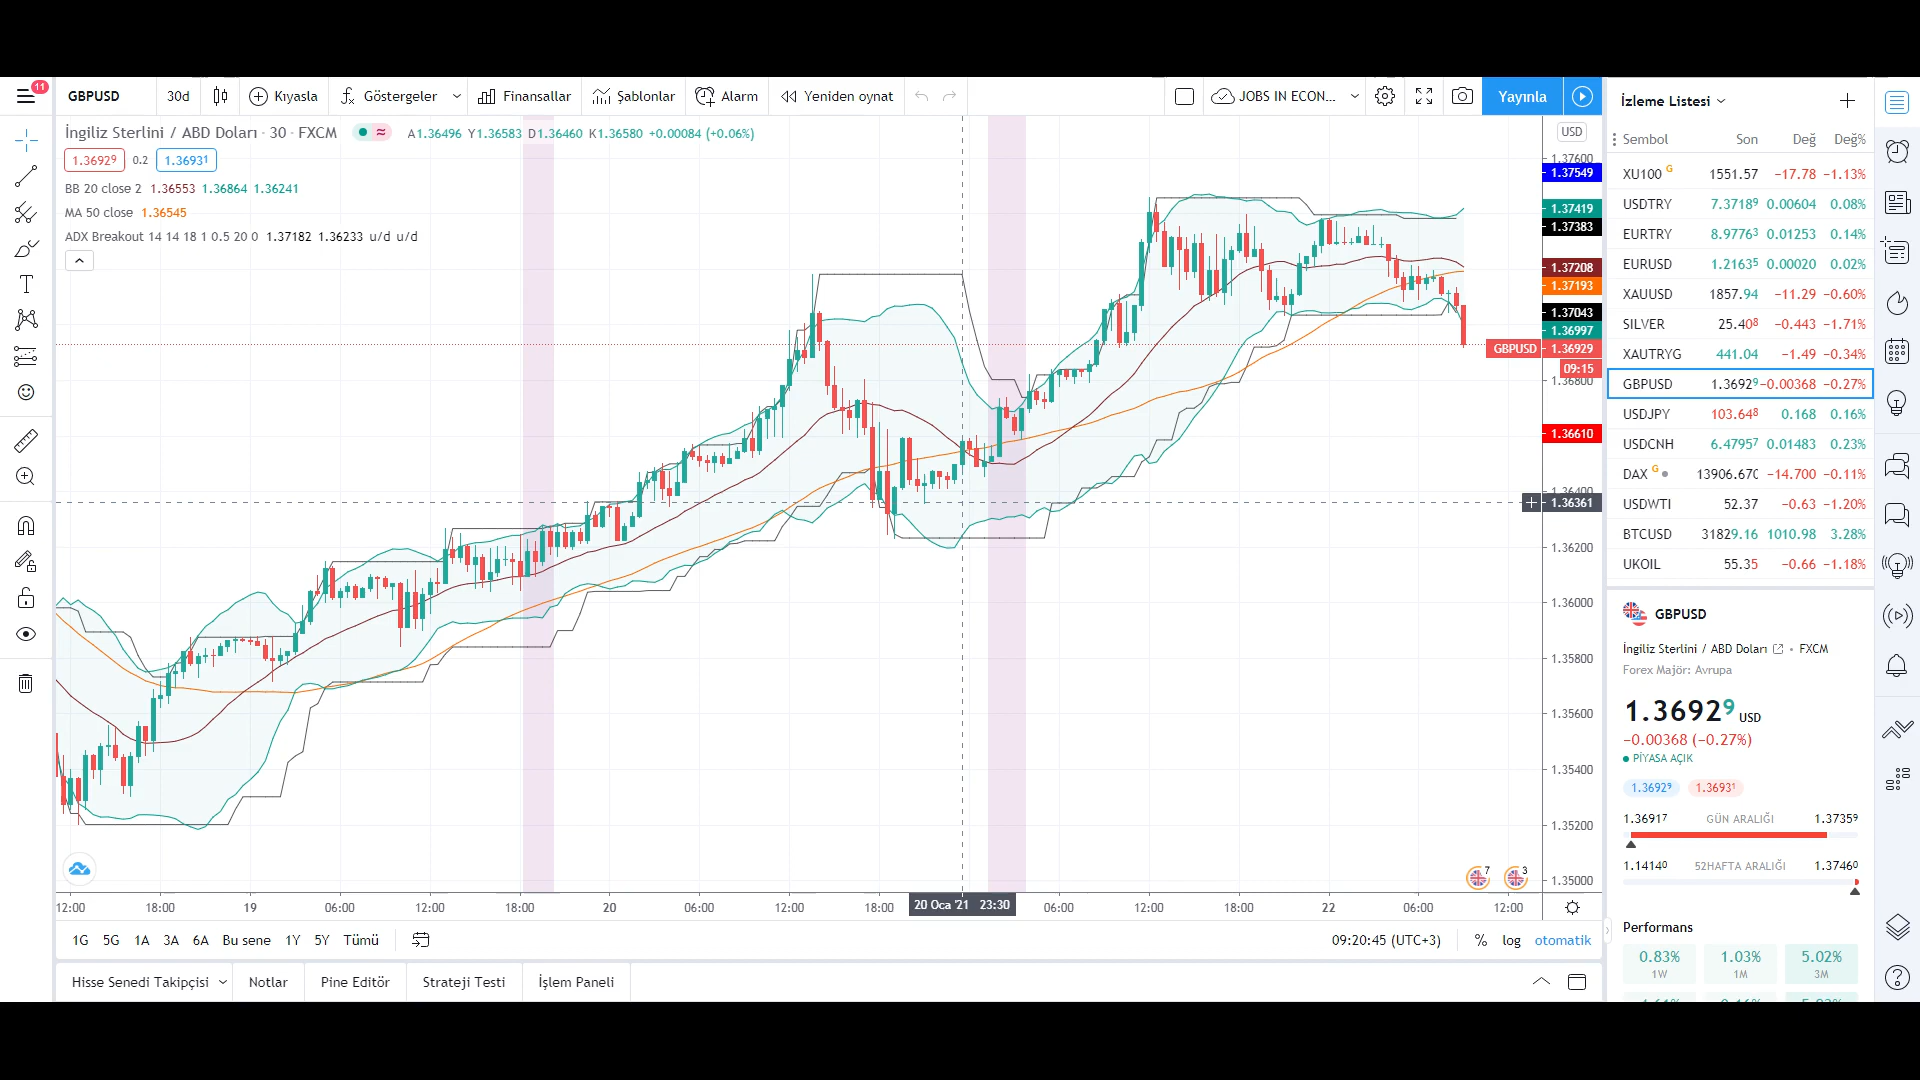 11
GBPUSD 30d Kıyasla Göstergeler Finansallar Şablonlar Alarm Yeniden oynat JOBS IN ECON... Yayınla
İngiliz Sterlini / ABD Doları · 30 · FXCM A1.36496 Y1.36583 D1.36460 K1.36580 +0.00084 (+0.06%)
1.36929 0.2 1.36931
BB 20 close 2 1.36553 1.36864 1.36241
MA 50 close 1.36545
ADX Breakout 14 14 18 1 0.5 20 0 1.37182 1.36233 u/d u/d
USD
1.37600
1.37549
1.37419
1.37383
1.37208
1.37193
1.37043
1.36997
GBPUSD 1.36929
09:15
1.36800
1.36610
1.36400
1.36361
1.36200
1.36000
1.35800
1.35600
1.35400
1.35200
1.35000
7 3
12:00 18:00 19 06:00 12:00 18:00 20 06:00 12:00 18:00 20 Oca '21 23:30 06:00 12:00 18:00 22 06:00 12:00
1G 5G 1A 3A 6A Bu sene 1Y 5Y Tümü 09:20:45 (UTC+3) % log otomatik
Hisse Senedi Takipçisi Notlar Pine Editör Strateji Testi İşlem Paneli
İzleme Listesi
Sembol Son Değ Değ%
XU100 G 1551.57 −17.78 −1.13%
USDTRY 7.37189 0.00604 0.08%
EURTRY 8.97763 0.01253 0.14%
EURUSD 1.21635 0.00020 0.02%
XAUUSD 1857.94 −11.29 −0.60%
SILVER 25.408 −0.443 −1.71%
XAUTRYG 441.04 −1.49 −0.34%
GBPUSD 1.36929 −0.00368 −0.27%
USDJPY 103.648 0.168 0.16%
USDCNH 6.47957 0.01483 0.23%
DAX G 13906.670 −14.700 −0.11%
USDWTI 52.37 −0.63 −1.20%
BTCUSD 31829.16 1010.98 3.28%
UKOIL 55.35 −0.66 −1.18%
GBPUSD
İngiliz Sterlini / ABD Doları • FXCM
Forex Majör: Avrupa
1.36929 USD
−0.00368 (−0.27%)
PİYASA AÇIK
1.36929 1.36931
1.36917 GÜN ARALIĞI 1.37359
1.14140 52HAFTA ARALIĞI 1.37460
Performans
0.83% 1.03% 5.02%
1W 1M 3M